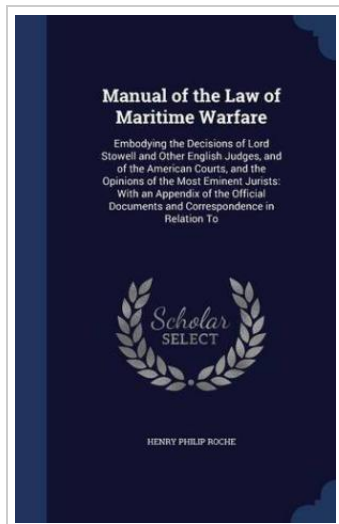 Manual of the Law of
Maritime Warfare
Embodying the Decisions of Lord
Stowell and Other English Judges, and
of the American Courts, and the
Opinions of the Most Eminent Jurists:
With an Appendix of the Official
Documents and Correspondence in
Relation To
Scholar
SELECT
HENRY PHILIP ROCHE